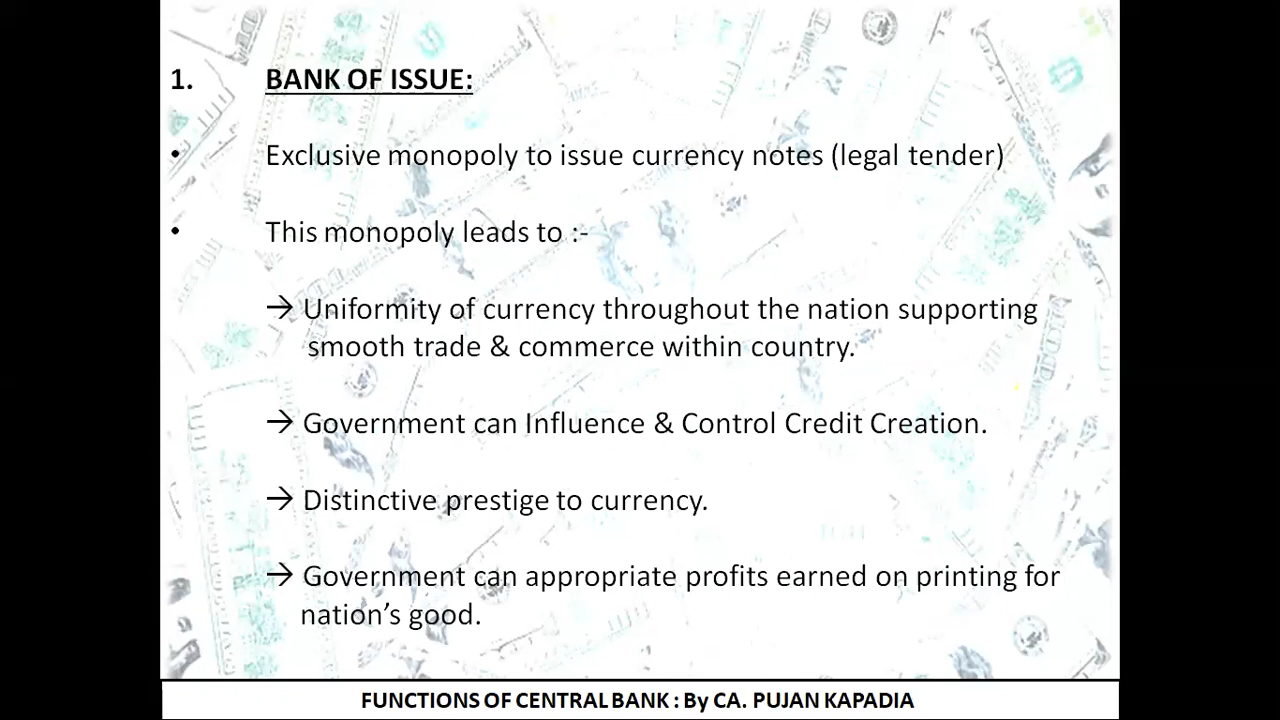 1. BANK OF ISSUE:
• Exclusive monopoly to issue currency notes (legal tender)
• This monopoly leads to :-
→ Uniformity of currency throughout the nation supporting
smooth trade & commerce within country.
→ Government can Influence & Control Credit Creation.
→ Distinctive prestige to currency.
→ Government can appropriate profits earned on printing for
nation’s good.
FUNCTIONS OF CENTRAL BANK : By CA. PUJAN KAPADIA